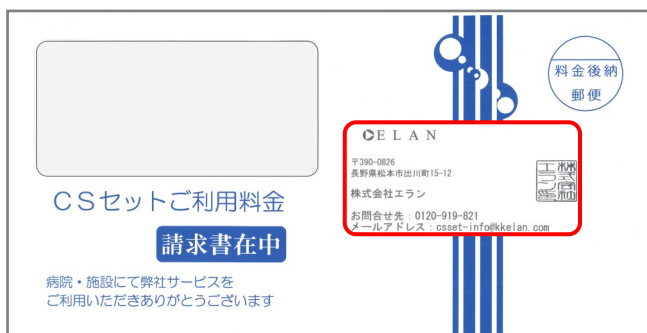 料金後納
郵便
ELAN
〒390-0826
長野県松本市出川町15-12
株式会社エラン
お問合せ先：0120-919-821
メールアドレス：csset-info@kkelan.com
CSセットご利用料金
請求書在中
病院・施設にて弊社サービスを
ご利用いただきありがとうございます